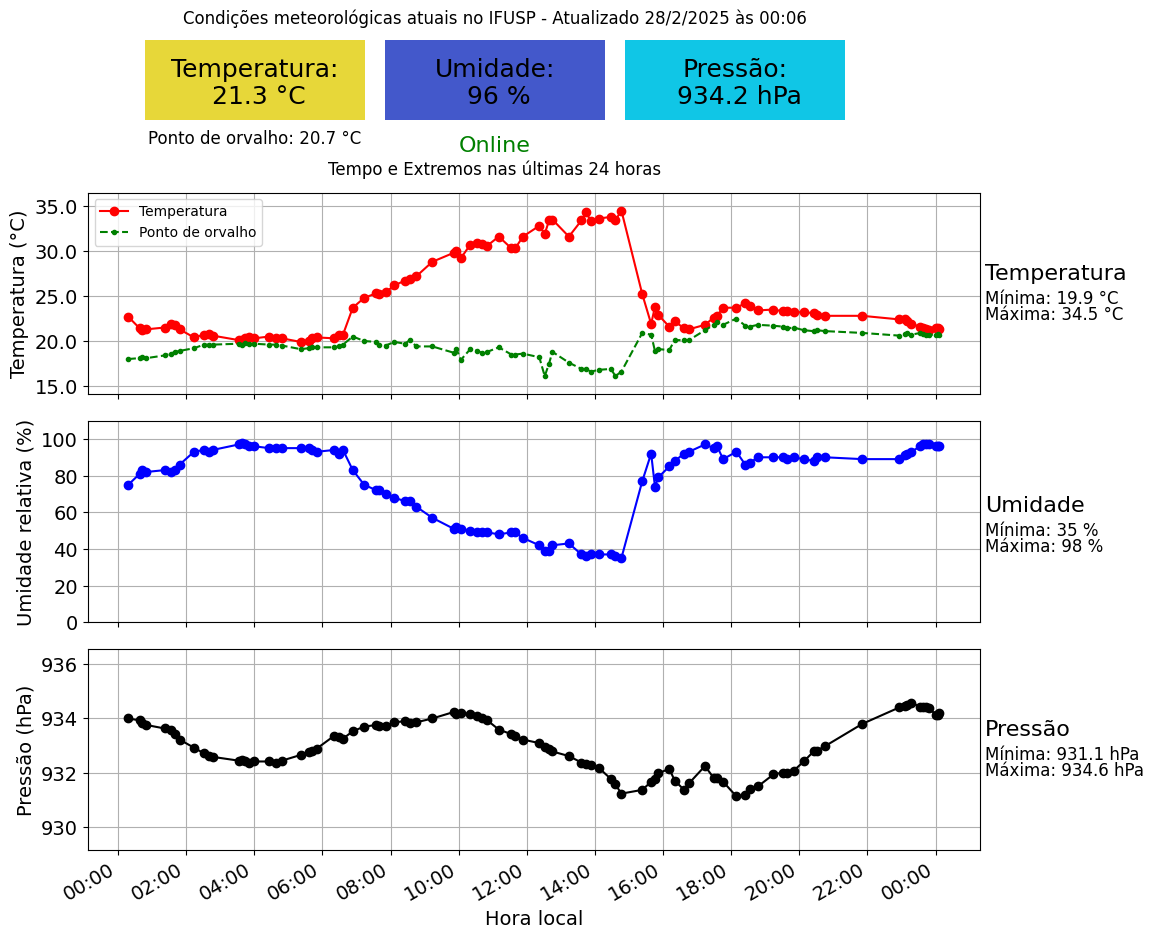 Condições meteorológicas atuais no IFUSP - Atualizado 28/2/2025 às 00:06
Temperatura:
21.3 °C
Umidade:
96 %
Pressão:
934.2 hPa
Ponto de orvalho: 20.7 °C
Online
Tempo e Extremos nas últimas 24 horas
Temperatura (°C)
35.0
30.0
25.0
20.0
15.0
Temperatura
Ponto de orvalho
Temperatura
Mínima: 19.9 °C
Máxima: 34.5 °C
Umidade relativa (%)
100
80
60
40
20
0
Umidade
Mínima: 35 %
Máxima: 98 %
Pressão (hPa)
936
934
932
930
Pressão
Mínima: 931.1 hPa
Máxima: 934.6 hPa
00:00 02:00 04:00 06:00 08:00 10:00 12:00 14:00 16:00 18:00 20:00 22:00 00:00
Hora local